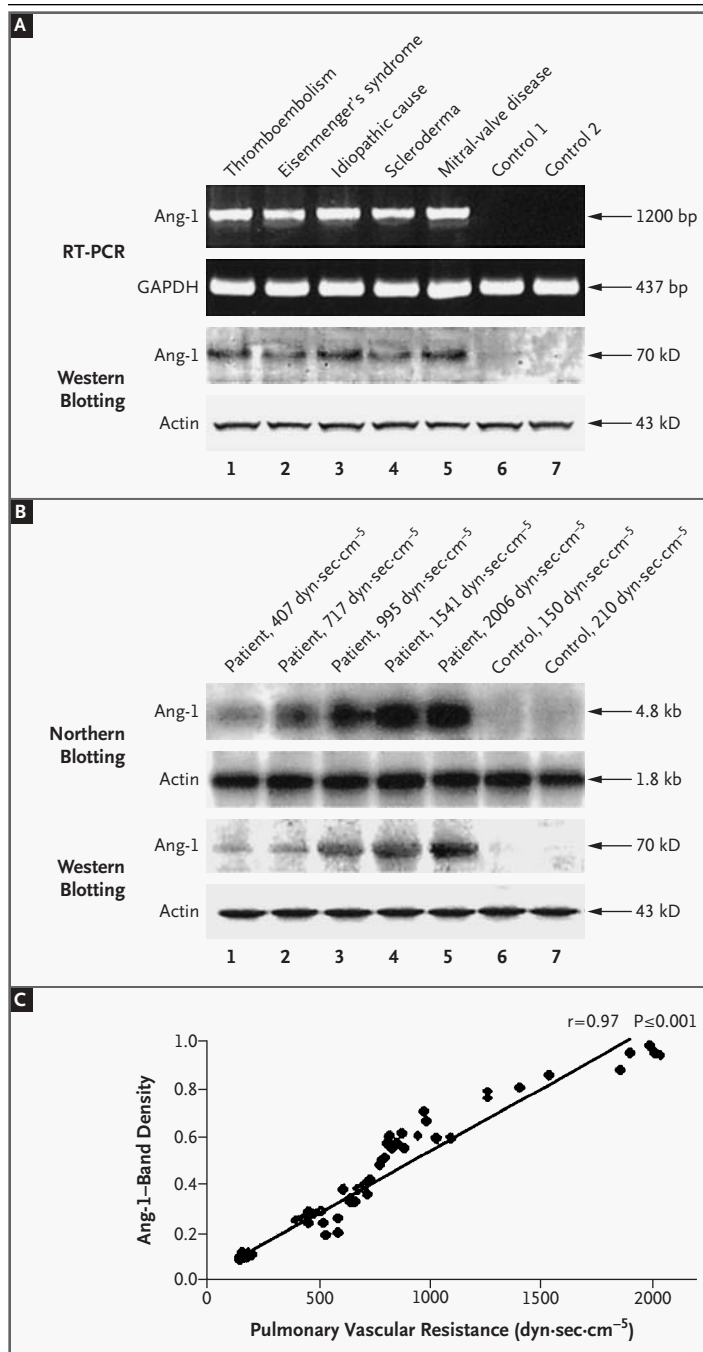 A
Thromboembolism
Eisenmenger's syndrome
Idiopathic cause
Scleroderma
Mitral-valve disease
Control 1
Control 2
RT-PCR
Ang-1
1200 bp
GAPDH
437 bp
Western
Blotting
Ang-1
70 kD
Actin
43 kD
1 2 3 4 5 6 7
B
Patient, 407 dyn·sec·cm⁻⁵
Patient, 717 dyn·sec·cm⁻⁵
Patient, 995 dyn·sec·cm⁻⁵
Patient, 1541 dyn·sec·cm⁻⁵
Patient, 2006 dyn·sec·cm⁻⁵
Control, 150 dyn·sec·cm⁻⁵
Control, 210 dyn·sec·cm⁻⁵
Northern
Blotting
Ang-1
4.8 kb
Actin
1.8 kb
Western
Blotting
Ang-1
70 kD
Actin
43 kD
1 2 3 4 5 6 7
C
r=0.97 P≤0.001
Ang-1–Band Density
1.0
0.8
0.6
0.4
0.2
0.0
0 500 1000 1500 2000
Pulmonary Vascular Resistance (dyn·sec·cm⁻⁵)